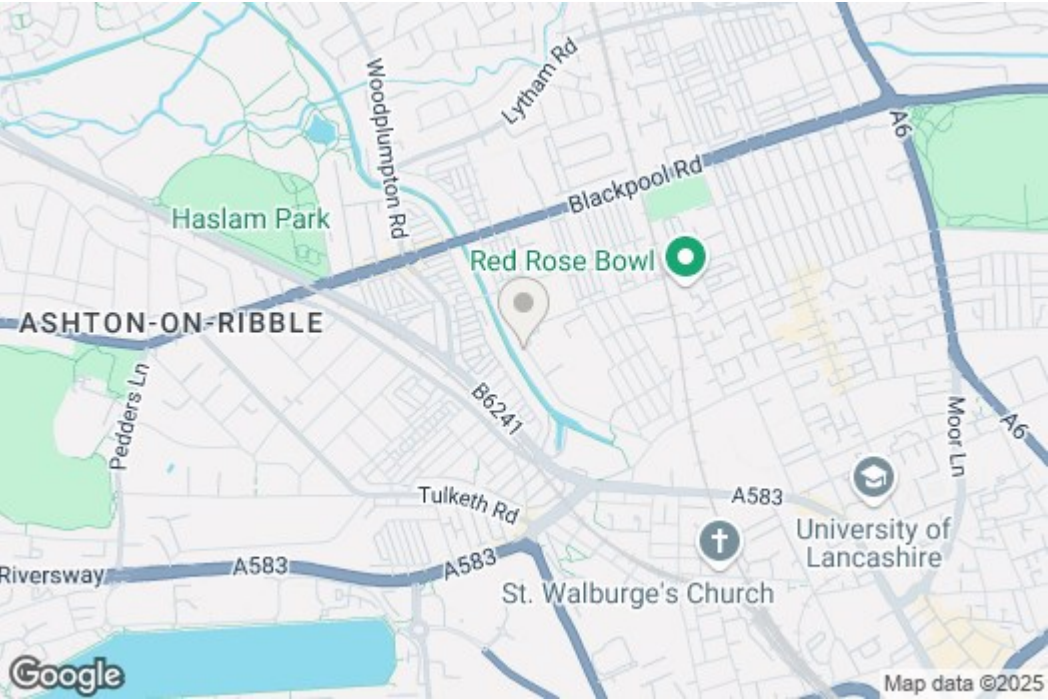 Woodplumpton Rd
Lytham Rd
A6
Blackpool Rd
Haslam Park
Red Rose Bowl
ASHTON-ON-RIBBLE
Pedders Ln
B6241
Moor Ln
A6
Tulketh Rd
A583
University of
Lancashire
Riversway
A583
A583
St. Walburge's Church
Google
Map data ©2025